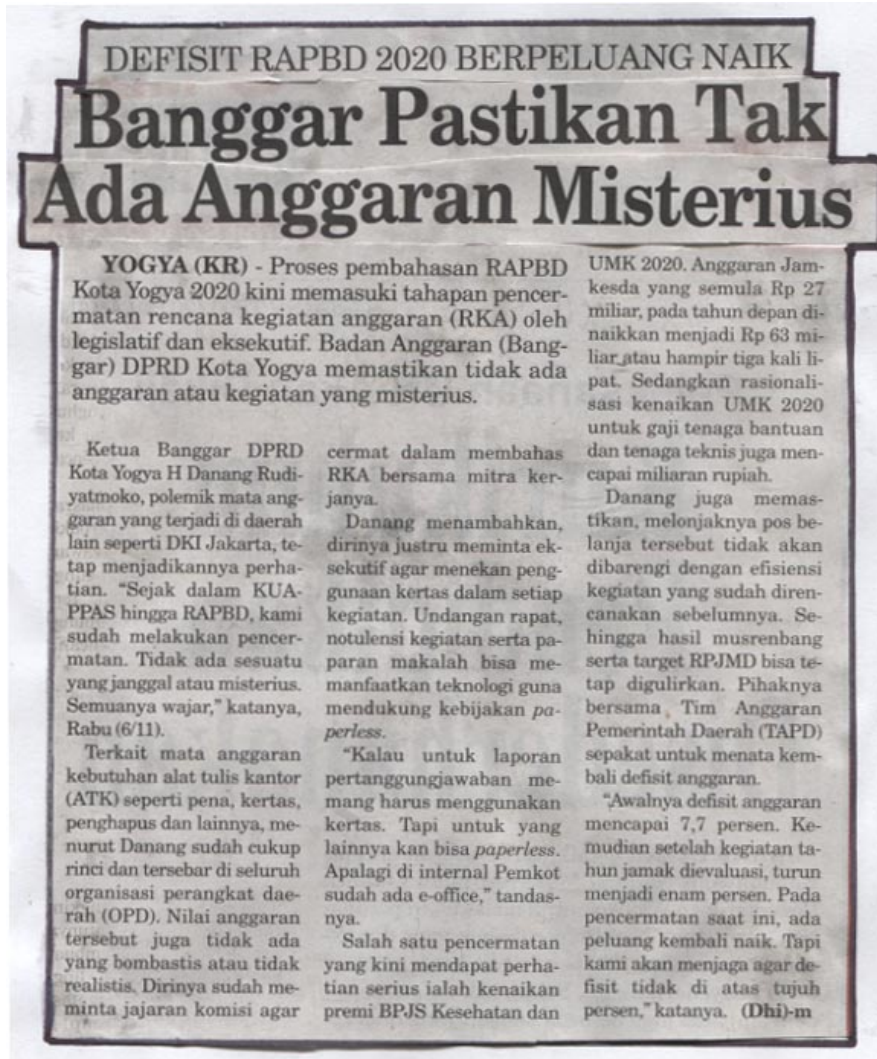 DEFISIT RAPBD 2020 BERPELUANG NAIK
Banggar Pastikan Tak
Ada Anggaran Misterius
YOGYA (KR) - Proses pembahasan RAPBD
Kota Yogya 2020 kini memasuki tahapan pencer-
matan rencana kegiatan anggaran (RKA) oleh
legislatif dan eksekutif. Badan Anggaran (Bang-
gar) DPRD Kota Yogya memastikan tidak ada
anggaran atau kegiatan yang misterius.
Ketua Banggar DPRD
Kota Yogya H Danang Rudi-
yatmoko, polemik mata ang-
garan yang terjadi di daerah
lain seperti DKI Jakarta, te-
tap menjadikannya perha-
tian. "Sejak dalam KUA-
PPAS hingga RAPBD, kami
sudah melakukan pencer-
matan. Tidak ada sesuatu
yang janggal atau misterius.
Semuanya wajar," katanya,
Rabu (6/11).
Terkait mata anggaran
kebutuhan alat tulis kantor
(ATK) seperti pena, kertas,
penghapus dan lainnya, me-
nurut Danang sudah cukup
rinci dan tersebar di seluruh
organisasi perangkat dae-
rah (OPD). Nilai anggaran
tersebut juga tidak ada
yang bombastis atau tidak
realistis. Dirinya sudah me-
minta jajaran komisi agar
cermat dalam membahas
RKA bersama mitra ker-
janya.
Danang menambahkan,
dirinya justru meminta ek-
sekutif agar menekan peng-
gunaan kertas dalam setiap
kegiatan. Undangan rapat,
notulensi kegiatan serta pa-
paran makalah bisa me-
manfaatkan teknologi guna
mendukung kebijakan pa-
perless.
"Kalau untuk laporan
pertanggungjawaban me-
mang harus menggunakan
kertas. Tapi untuk yang
lainnya kan bisa paperless.
Apalagi di internal Pemkot
sudah ada e-office," tandas-
nya.
Salah satu pencermatan
yang kini mendapat perha-
tian serius ialah kenaikan
premi BPJS Kesehatan dan
UMK 2020. Anggaran Jam-
kesda yang semula Rp 27
miliar, pada tahun depan di-
naikkan menjadi Rp 63 mi-
liar atau hampir tiga kali li-
pat. Sedangkan rasionali-
sasi kenaikan UMK 2020
untuk gaji tenaga bantuan
dan tenaga teknis juga men-
capai miliaran rupiah.
Danang juga memas-
tikan, melonjaknya pos be-
lanja tersebut tidak akan
dibarengi dengan efisiensi
kegiatan yang sudah diren-
canakan sebelumnya. Se-
hingga hasil musrenbang
serta target RPJMD bisa te-
tap digulirkan. Pihaknya
bersama Tim Anggaran
Pemerintah Daerah (TAPD)
sepakat untuk menata kem-
bali defisit anggaran.
"Awalnya defisit anggaran
mencapai 7,7 persen. Ke-
mudian setelah kegiatan ta-
hun jamak dievaluasi, turun
menjadi enam persen. Pada
pencermatan saat ini, ada
peluang kembali naik. Tapi
kami akan menjaga agar de-
fisit tidak di atas tujuh
persen," katanya. (Dhi)-m